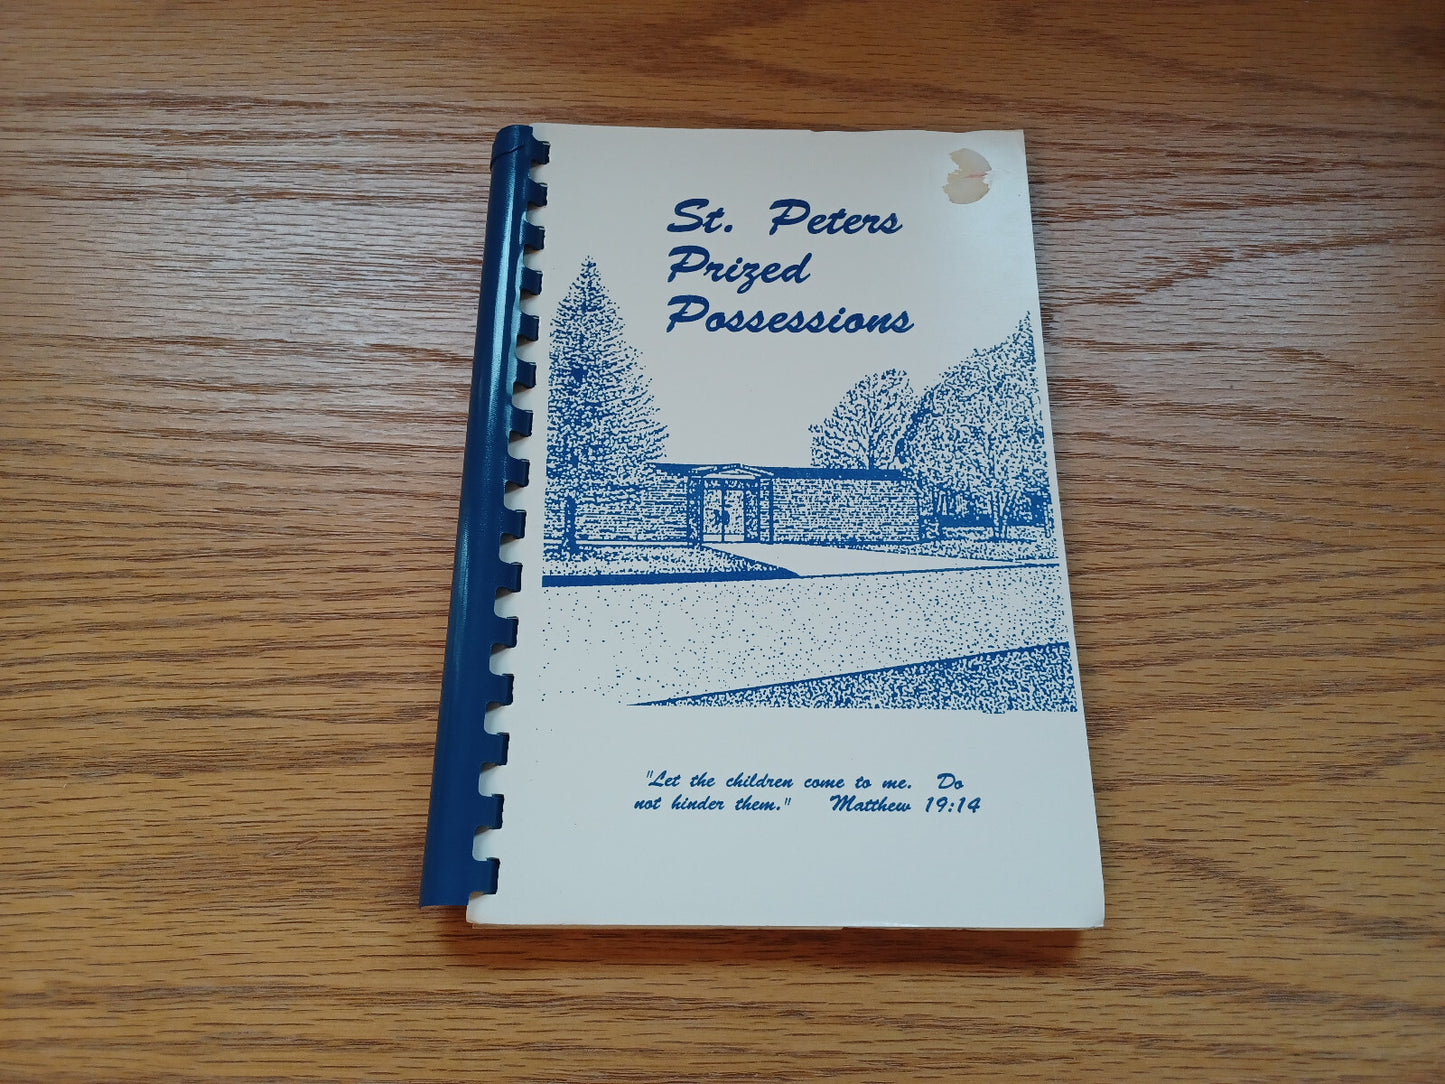 St. Peters
Prized
Possessions
"Let the children come to me. Do
not hinder them." Matthew 19:14